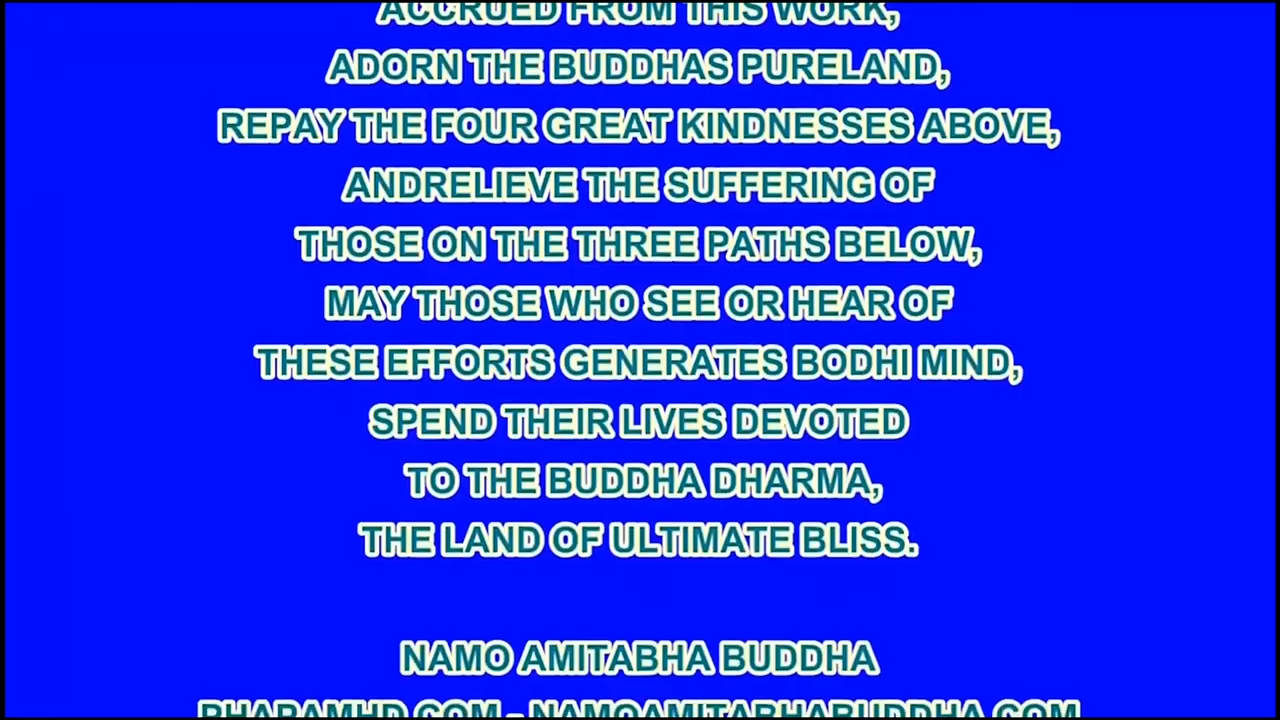 ACCRUED FROM THIS WORK,
ADORN THE BUDDHAS PURELAND,
REPAY THE FOUR GREAT KINDNESSES ABOVE,
ANDRELIEVE THE SUFFERING OF
THOSE ON THE THREE PATHS BELOW,
MAY THOSE WHO SEE OR HEAR OF
THESE EFFORTS GENERATES BODHI MIND,
SPEND THEIR LIVES DEVOTED
TO THE BUDDHA DHARMA,
THE LAND OF ULTIMATE BLISS.
NAMO AMITABHA BUDDHA
PHAPAMHD.COM - NAMOAMITABHABUDDHA.COM